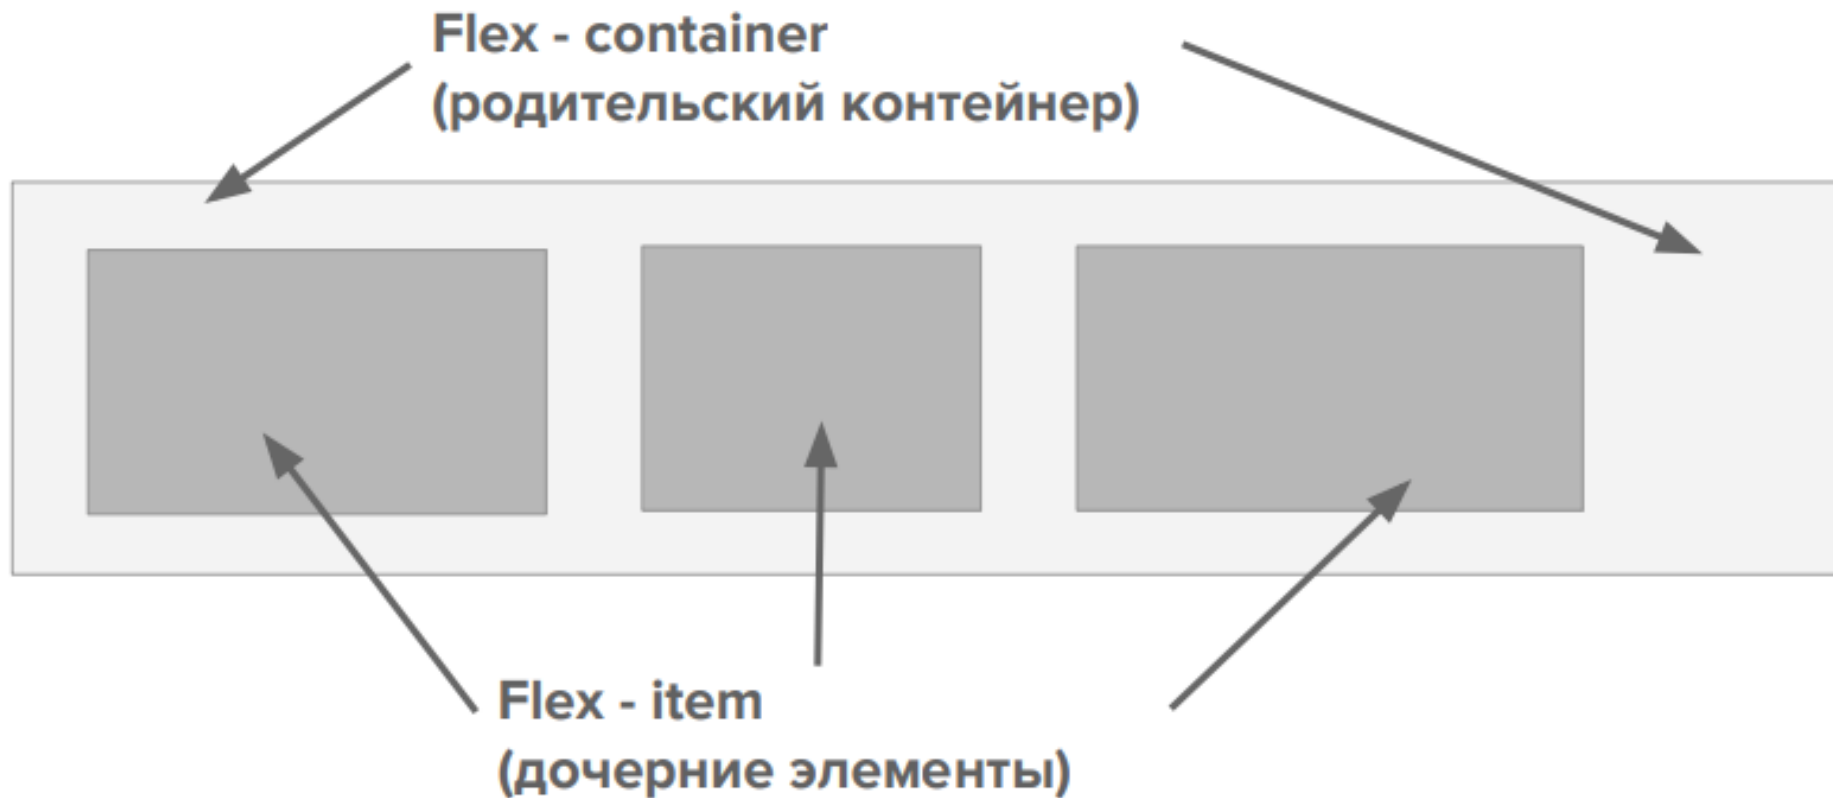 Flex - container
(родительский контейнер)
Flex - item
(дочерние элементы)